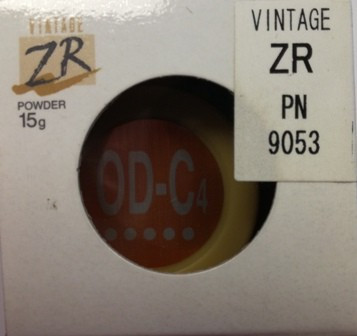 VINTAGE
ZR
POWDER
15g
VINTAGE
ZR
PN
9053
OD-C4